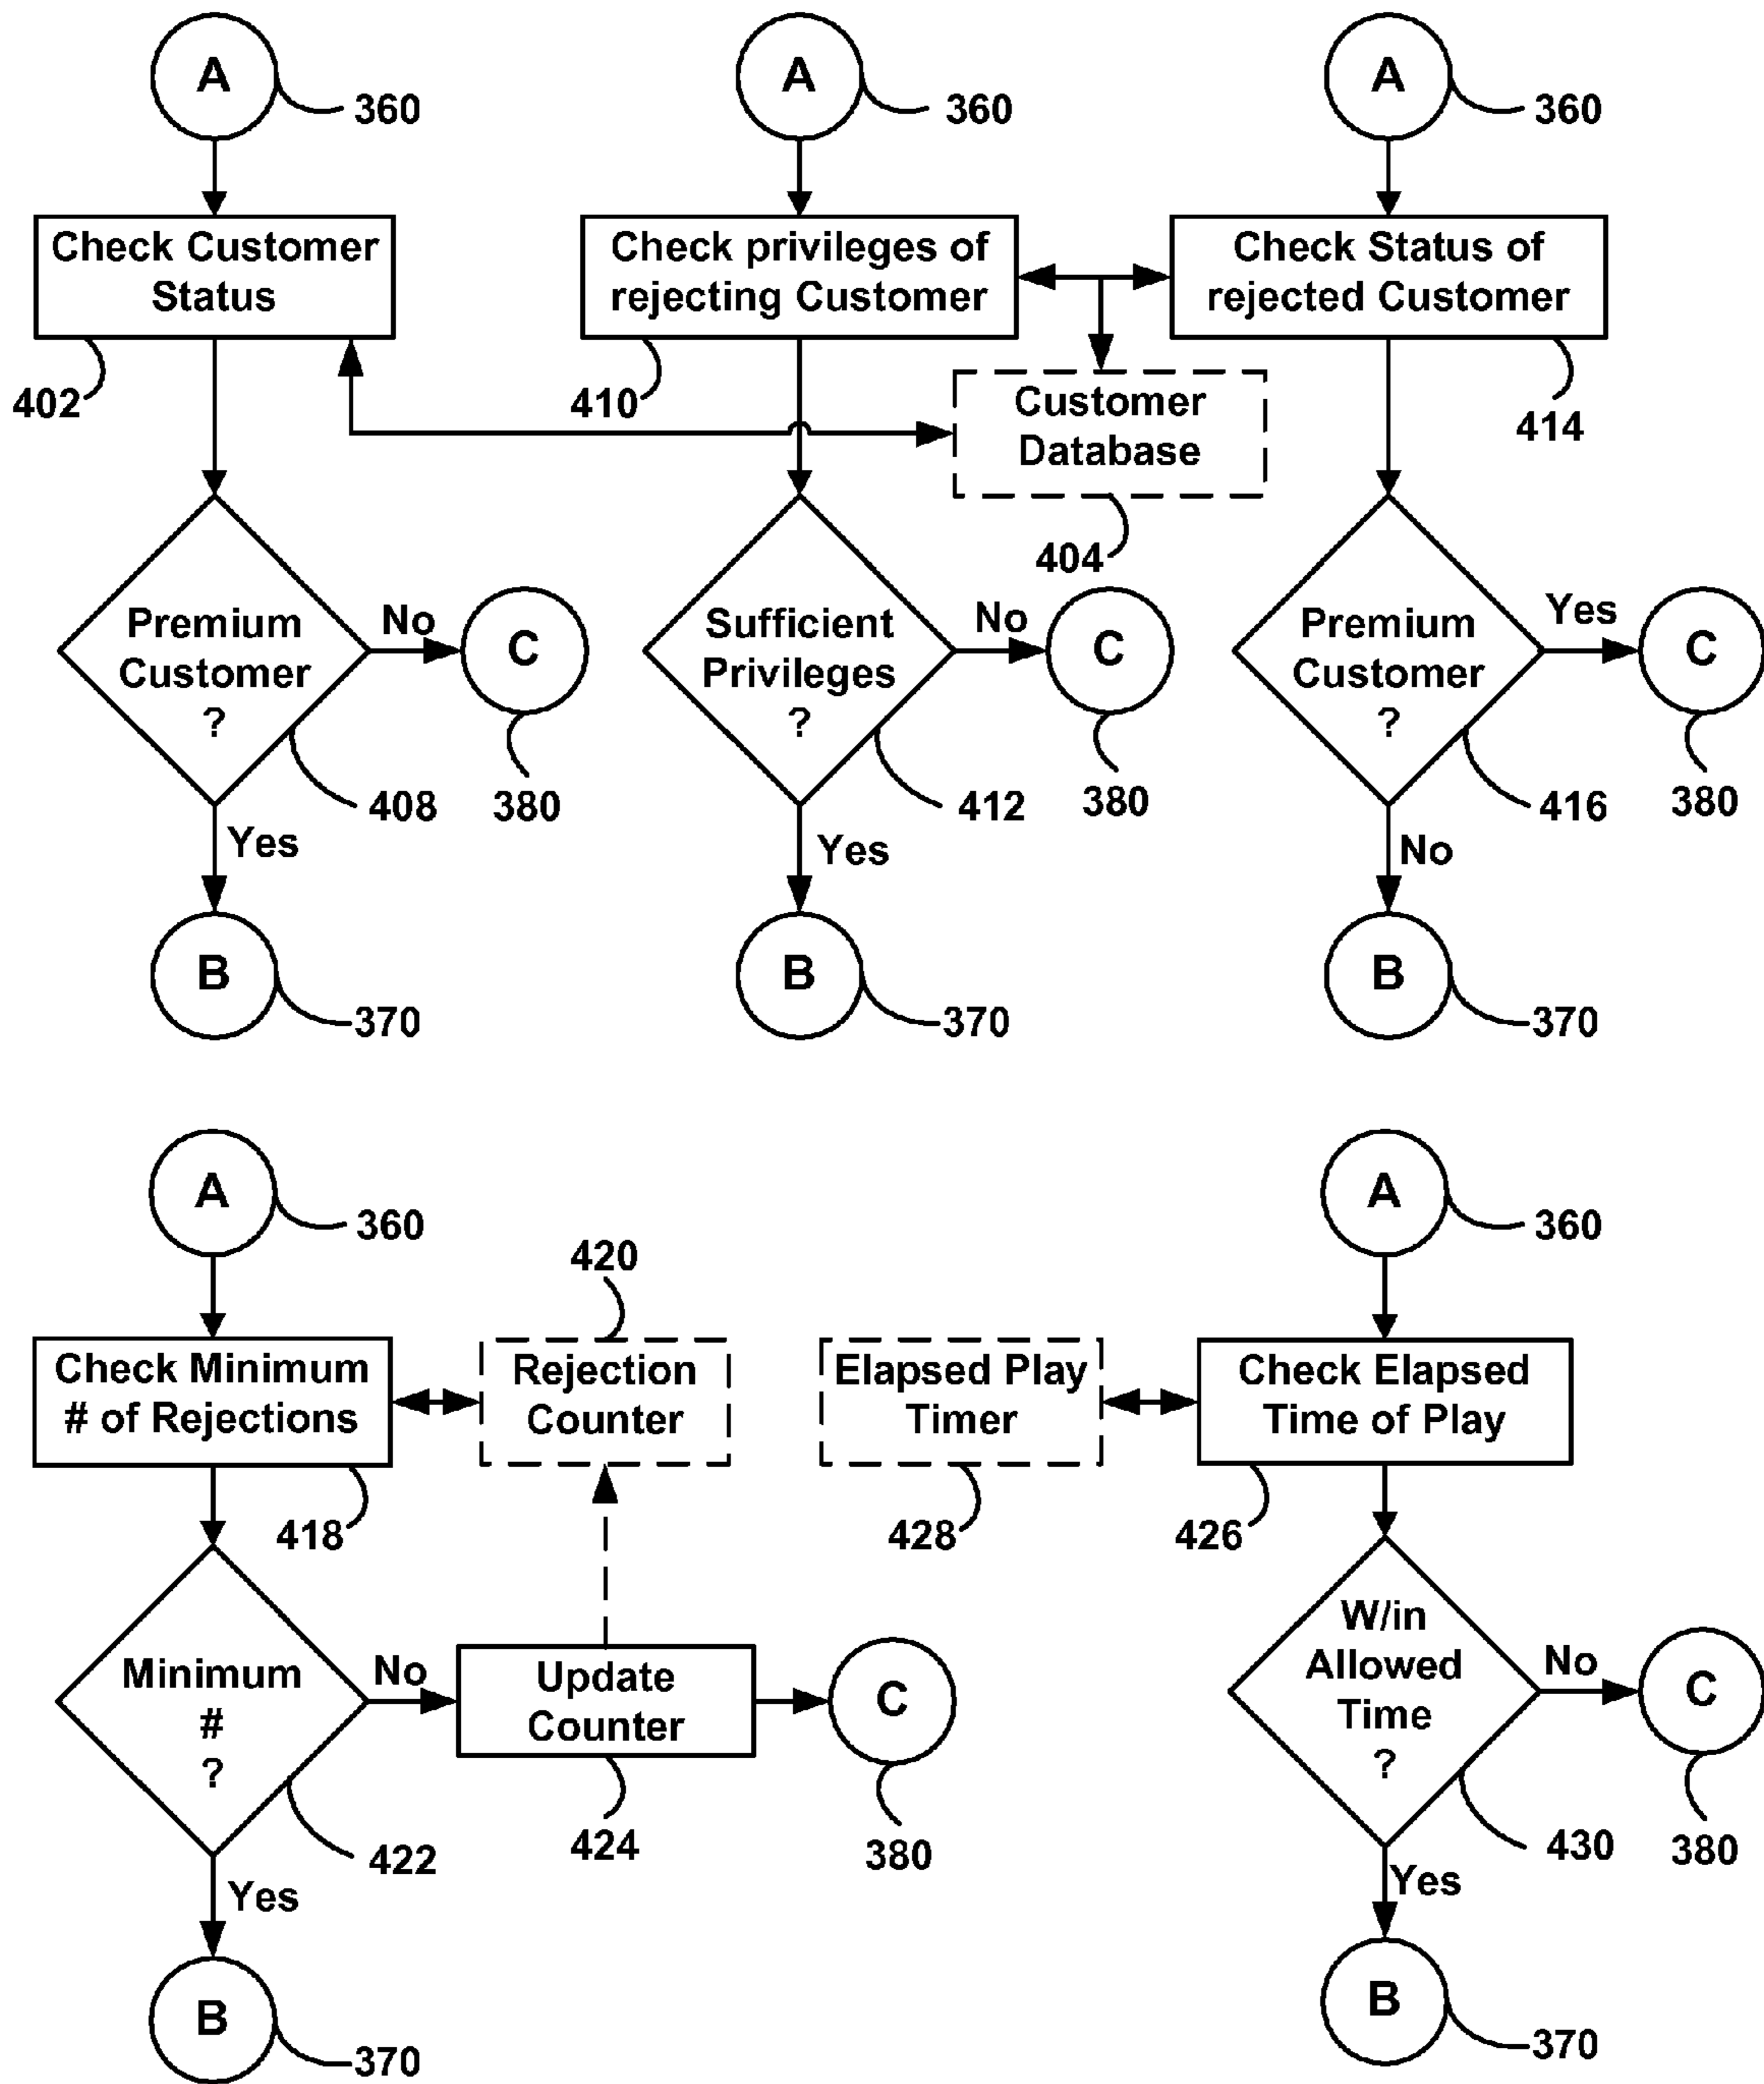 A
360
A
360
A
360
Check Customer
Status
Check privileges of
rejecting Customer
Check Status of
rejected Customer
402
410
414
Customer
Database
404
Premium
Customer
?
No
C
Sufficient
Privileges
?
No
C
Premium
Customer
?
Yes
C
408
380
412
380
416
380
Yes
Yes
No
B
370
B
370
B
370
A
360
A
360
420
Check Minimum
# of Rejections
Rejection
Counter
Elapsed Play
Timer
Check Elapsed
Time of Play
418
428
426
Minimum
#
?
No
Update
Counter
C
W/in
Allowed
Time
?
No
C
422
424
380
430
380
Yes
Yes
B
370
B
370